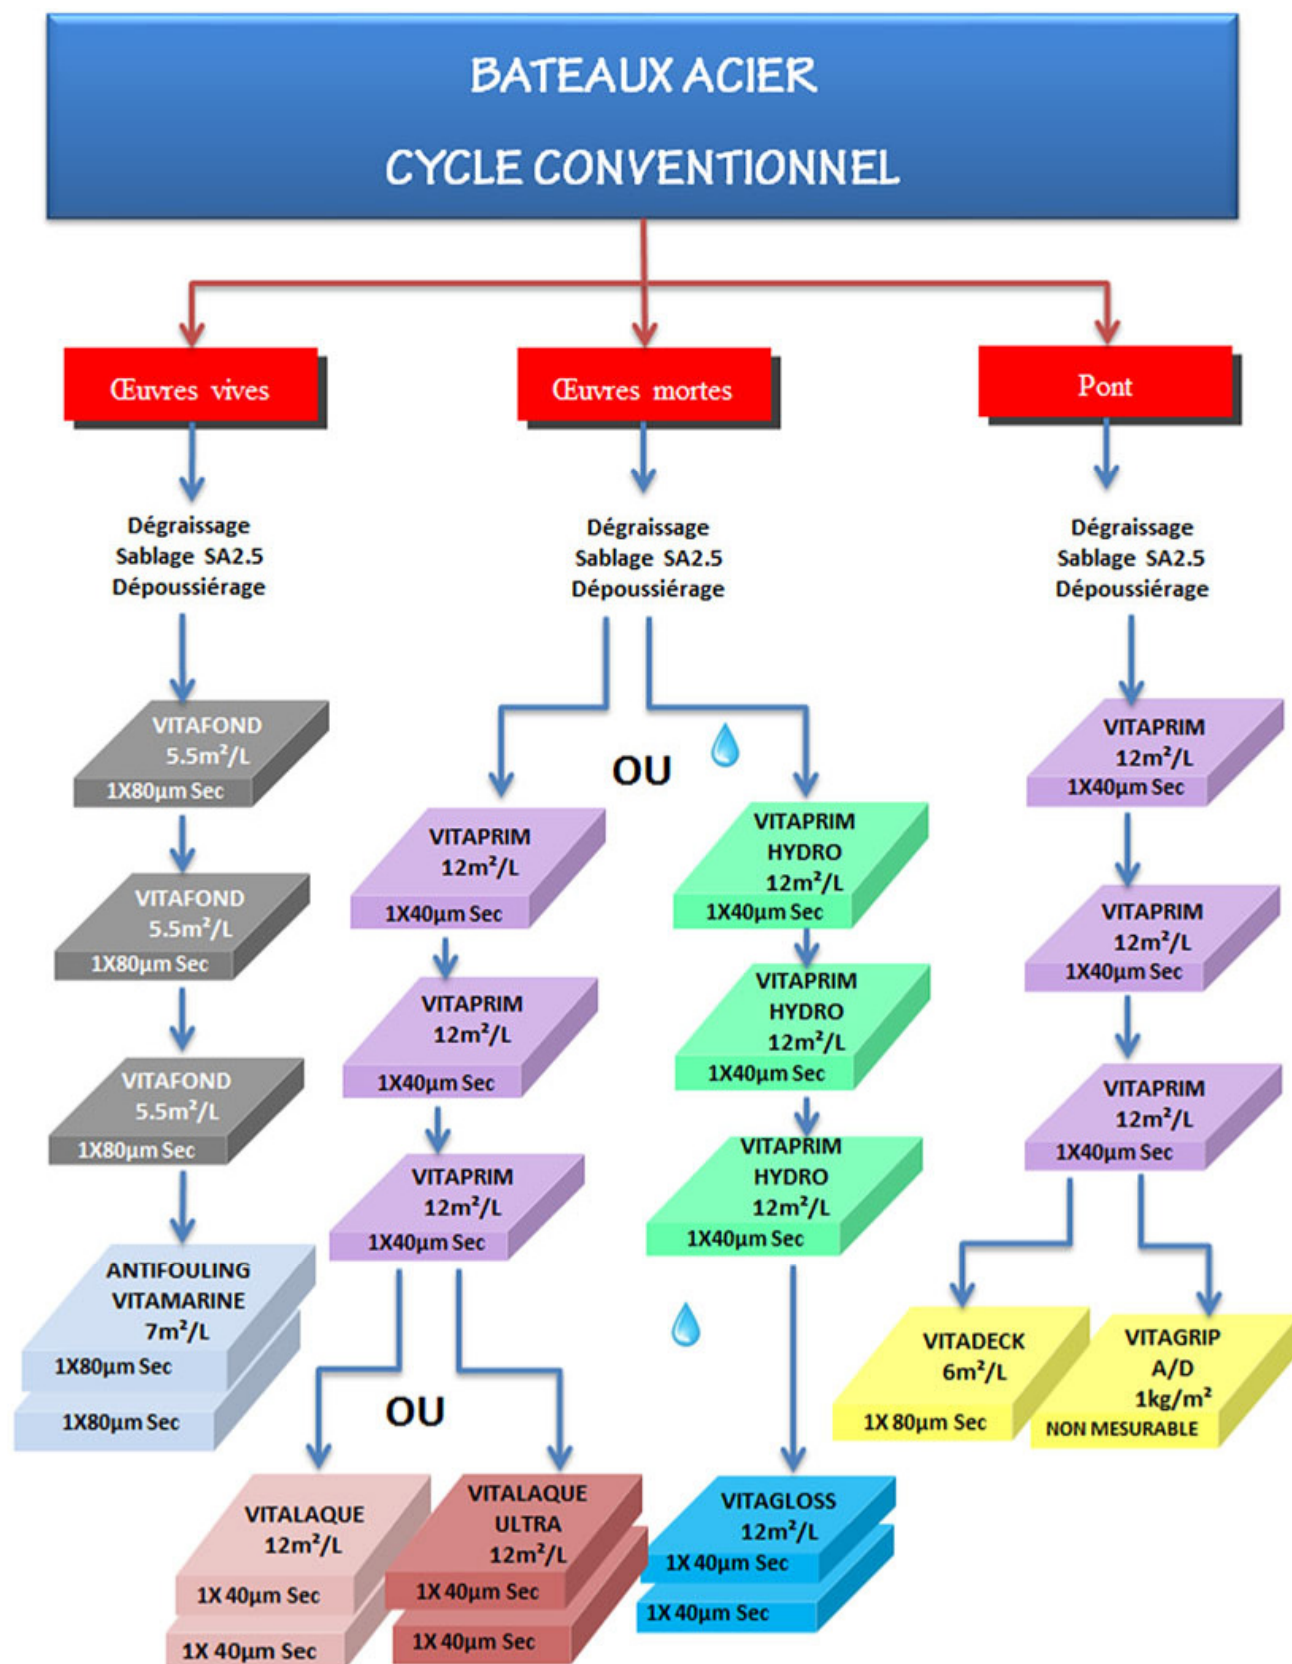 BATEAUX ACIER
CYCLE CONVENTIONNEL
Œuvres vives
Dégraissage
Sablage SA2.5
Dépoussiérage
VITAFOND
5.5m²/L
1X80µm Sec
VITAFOND
5.5m²/L
1X80µm Sec
VITAFOND
5.5m²/L
1X80µm Sec
ANTIFOULING
VITAMARINE
7m²/L
1X80µm Sec
1X80µm Sec
Œuvres mortes
Dégraissage
Sablage SA2.5
Dépoussiérage
OU
VITAPRIM
12m²/L
1X40µm Sec
VITAPRIM
12m²/L
1X40µm Sec
VITAPRIM
12m²/L
1X40µm Sec
OU
VITALAQUE
12m²/L
1X 40µm Sec
1X 40µm Sec
VITALAQUE
ULTRA
12m²/L
1X 40µm Sec
1X 40µm Sec
VITAPRIM
HYDRO
12m²/L
1X40µm Sec
VITAPRIM
HYDRO
12m²/L
1X40µm Sec
VITAPRIM
HYDRO
12m²/L
1X40µm Sec
VITAGLOSS
12m²/L
1X 40µm Sec
1X 40µm Sec
Pont
Dégraissage
Sablage SA2.5
Dépoussiérage
VITAPRIM
12m²/L
1X40µm Sec
VITAPRIM
12m²/L
1X40µm Sec
VITAPRIM
12m²/L
1X40µm Sec
VITADECK
6m²/L
1X 80µm Sec
VITAGRIP
A/D
1kg/m²
NON MESURABLE